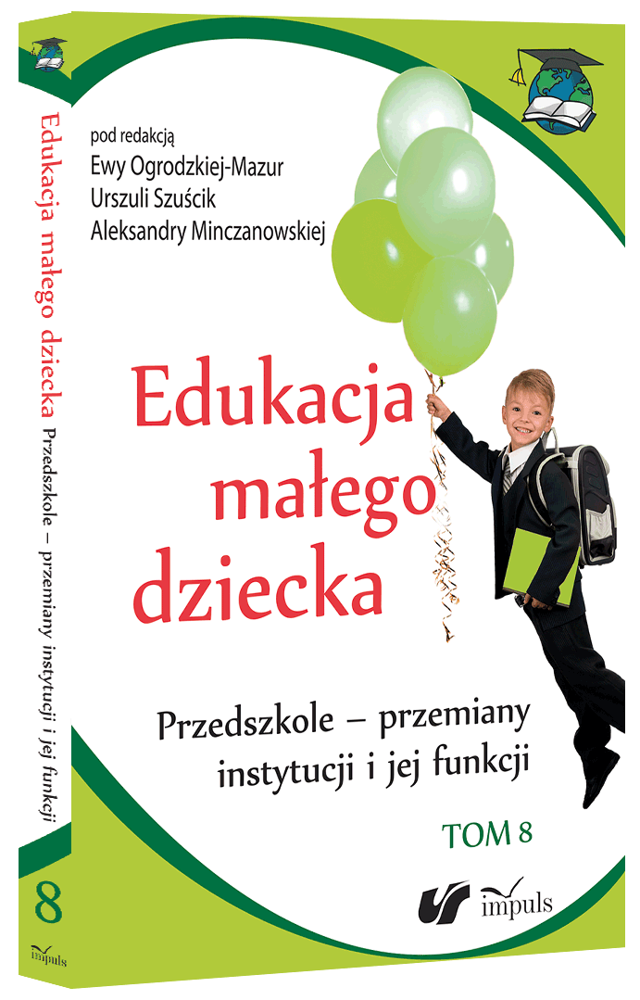 pod redakcją
Ewy Ogrodzkiej-Mazur
Urszuli Szuścik
Aleksandry Minczanowskiej
Edukacja
małego
dziecka
Przedszkole – przemiany
instytucji i jej funkcji
TOM 8
impuls
Edukacja małego dziecka Przedszkole – przemiany instytucji i jej funkcji
8
impuls